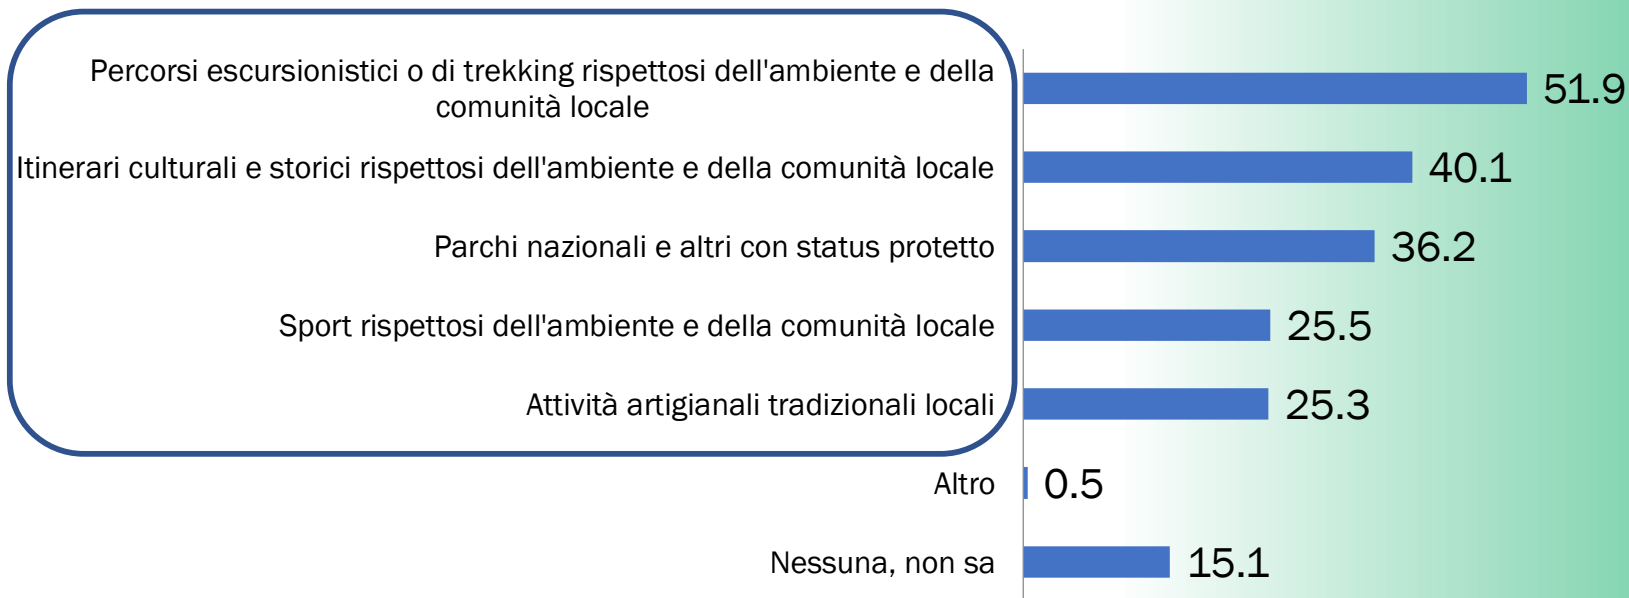 Percorsi escursionistici o di trekking rispettosi dell'ambiente e della
comunità locale
51.9
Itinerari culturali e storici rispettosi dell'ambiente e della comunità locale
40.1
Parchi nazionali e altri con status protetto
36.2
Sport rispettosi dell'ambiente e della comunità locale
25.5
Attività artigianali tradizionali locali
25.3
Altro
0.5
Nessuna, non sa
15.1